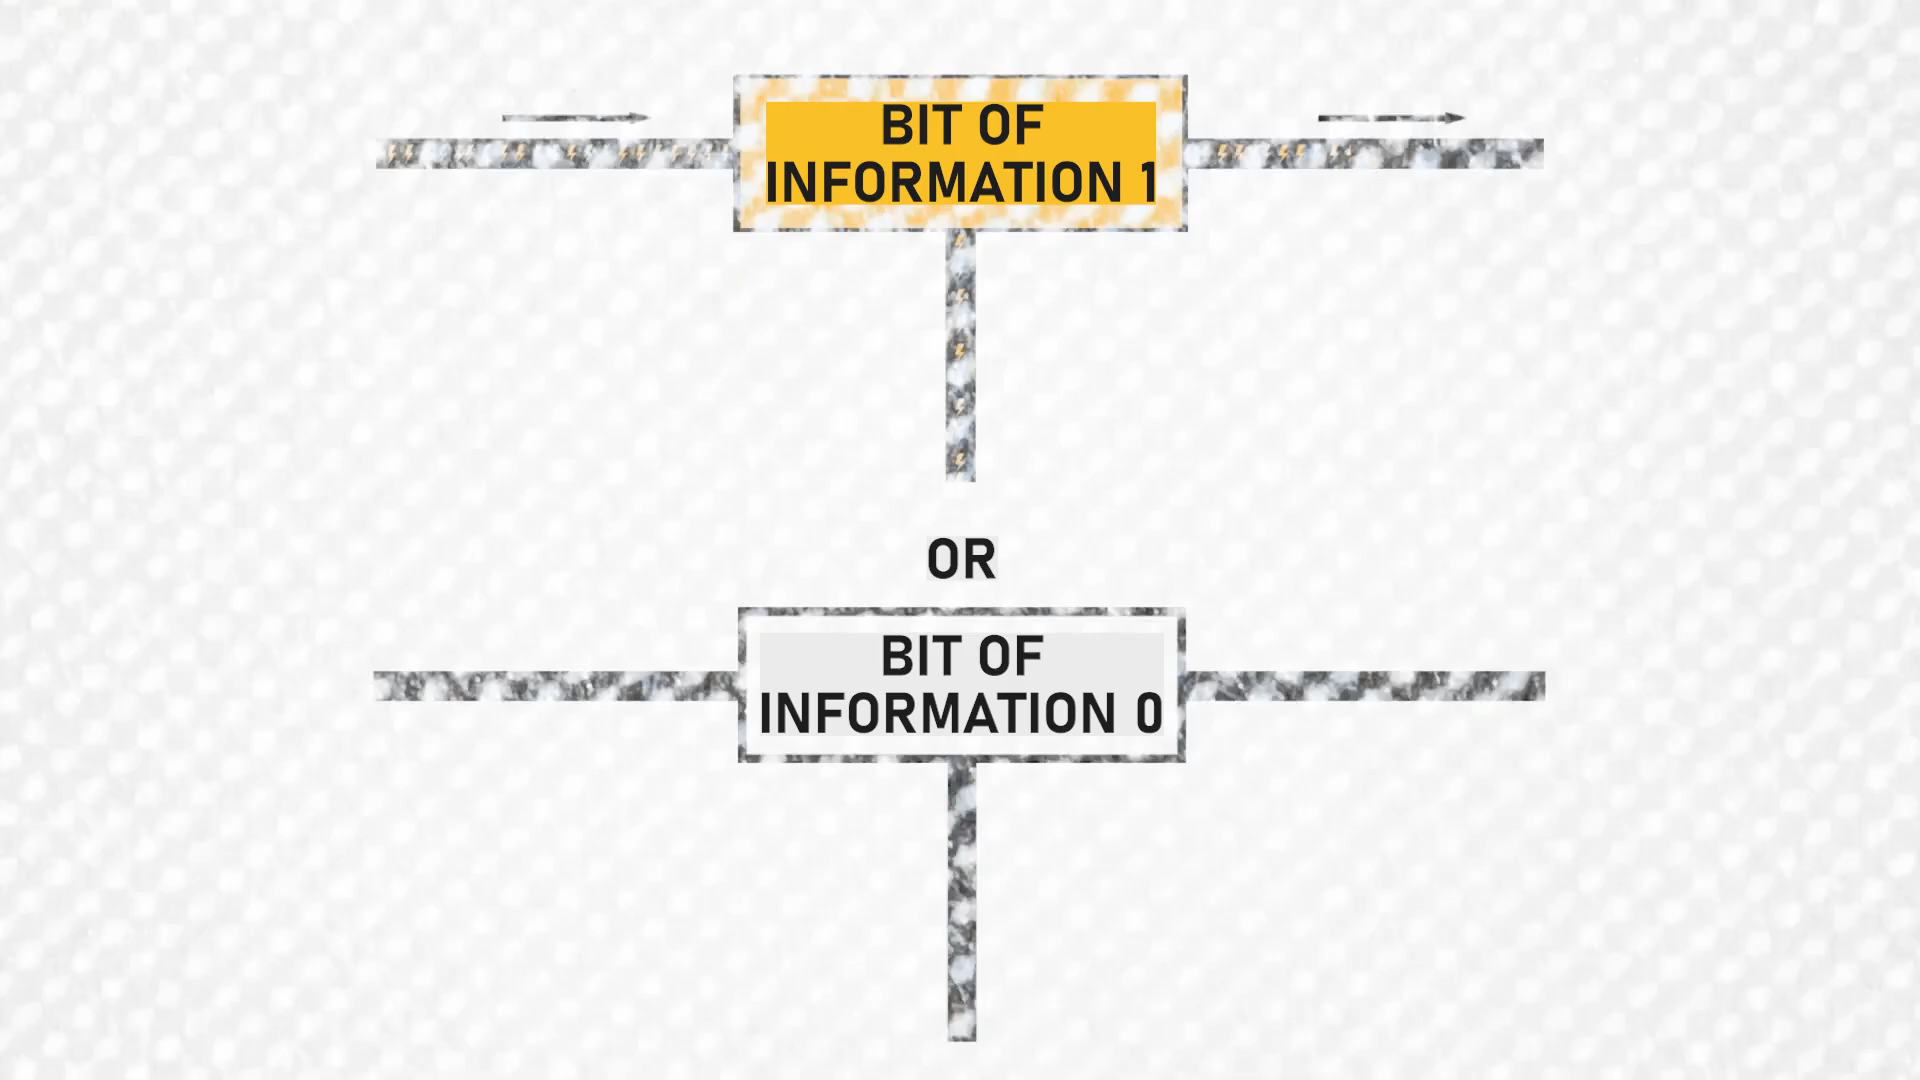 BIT OF
INFORMATION 1
OR
BIT OF
INFORMATION 0